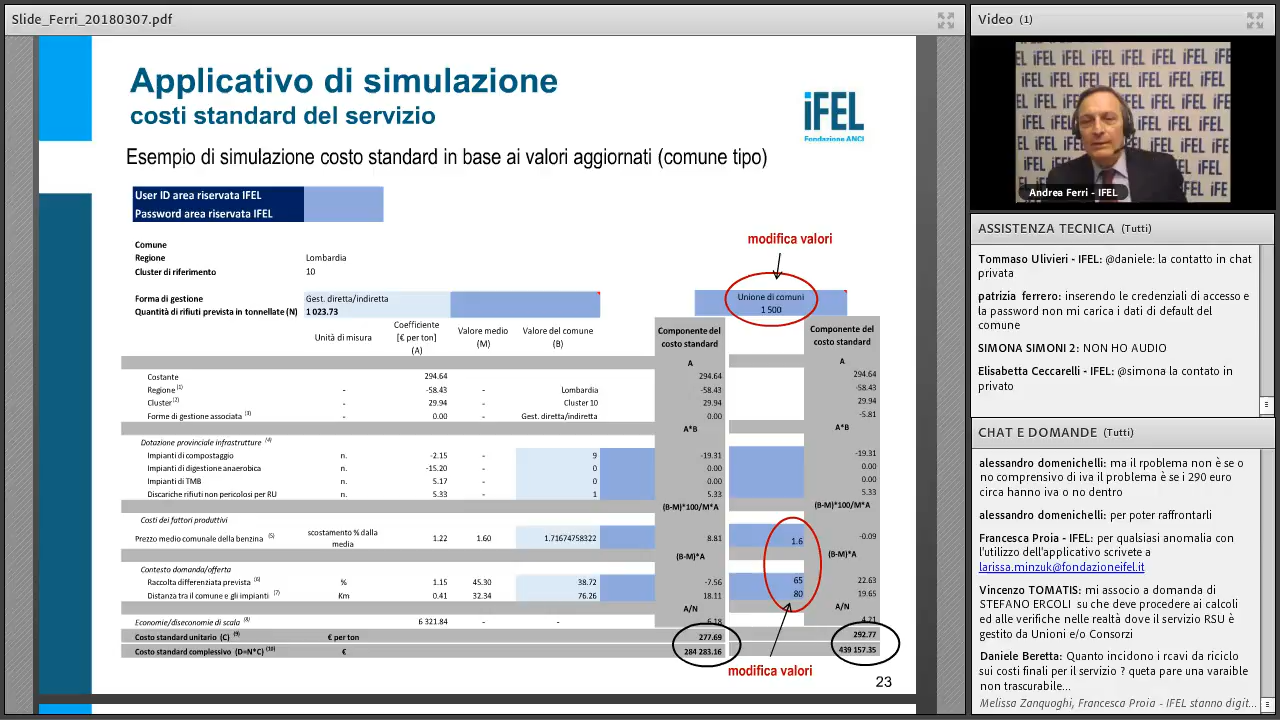 Slide_Ferri_20180307.pdf
Applicativo di simulazione
costi standard del servizio
iFEL
Fondazione ANCI
Esempio di simulazione costo standard in base ai valori aggiornati (comune tipo)
User ID area riservata IFEL
Password area riservata IFEL
modifica valori
Comune
Regione Lombardia
Cluster di riferimento 10
Forma di gestione Gest. diretta/indiretta Unione di comuni
Quantità di rifiuti prevista in tonnellate (N) 1 023.73 1 500
Unità di misura Coefficiente [€ per ton] (A) Valore medio (M) Valore del comune (B) Componente del costo standard Componente del costo standard
A A
Costante 294.64 294.64 294.64
Regione (1) - -58.43 - Lombardia -58.43 -58.43
Cluster (2) - 29.94 - Cluster 10 29.94 29.94
Forme di gestione associata (3) - 0.00 - Gest. diretta/indiretta 0.00 -5.81
A*B A*B
Dotazione provinciale infrastrutture (4)
Impianti di compostaggio n. -2.15 - 9 -19.31 -19.31
Impianti di digestione anaerobica n. -15.20 - 0 0.00 0.00
Impianti di TMB n. 5.17 - 0 0.00 0.00
Discariche rifiuti non pericolosi per RU n. 5.33 - 1 5.33 5.33
(B-M)*100/M*A (B-M)*100/M*A
Costi dei fattori produttivi
Prezzo medio comunale della benzina (5) scostamento % dalla media 1.22 1.60 1.71674758322 8.81 1.6 -0.09
(B-M)*A (B-M)*A
Contesto domanda/offerta
Raccolta differenziata prevista (6) % 1.15 45.30 38.72 -7.56 65 22.63
Distanza tra il comune e gli impianti (7) Km 0.41 32.34 76.26 18.11 80 19.65
A/N A/N
Economie/diseconomie di scala (8) 6 321.84 - - 6.18 4.21
Costo standard unitario (C) (9) € per ton 277.69 292.77
Costo standard complessivo (D=N*C) (10) € 284 283.16 439 157.35
modifica valori
23
Video (1)
Andrea Ferri - IFEL
ASSISTENZA TECNICA (Tutti)
Tommaso Ulivieri - IFEL: @daniele: la contatto in chat
privata
patrizia ferrero: inserendo le credenziali di accesso e
la password non mi carica i dati di default del
comune
SIMONA SIMONI 2: NON HO AUDIO
Elisabetta Ceccarelli - IFEL: @simona la contato in
privato
CHAT E DOMANDE (Tutti)
alessandro domenichelli: ma il rpoblema non è se o
no comprensivo di iva il problema è se i 290 euro
circa hanno iva o no dentro
alessandro domenichelli: per poter raffrontarli
Francesca Proia - IFEL: per qualsiasi anomalia con
l'utilizzo dell'applicativo scrivete a
larissa.minzuk@fondazioneifel.it
Vincenzo TOMATIS: mi associo a domanda di
STEFANO ERCOLI su che deve procedere ai calcoli
ed alle verifiche nelle realtà dove il servizio RSU è
gestito da Unioni e/o Consorzi
Daniele Beretta: Quanto incidono i rcavi da riciclo
sui costi finali per il servizio ? queta pare una varaible
non trascurabile...
Melissa Zanquoghi, Francesca Proia - IFEL stanno digit...